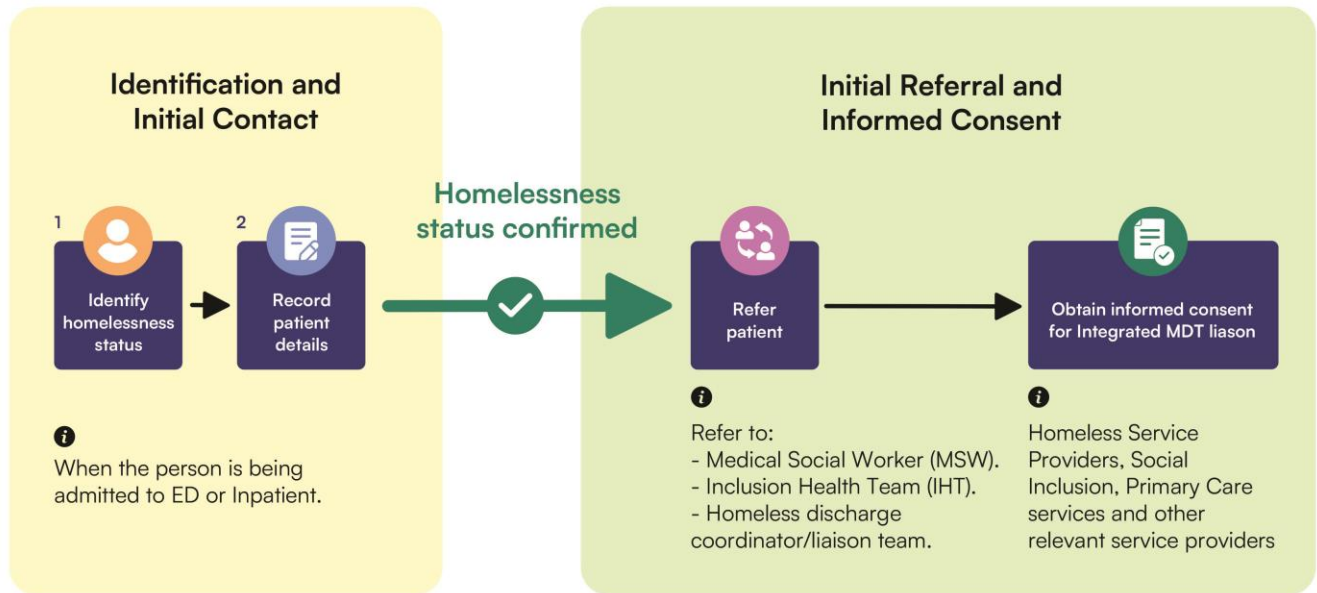 Identification and
Initial Contact
1
Identify
homelessness
status
2
Record
patient
details
i
When the person is being
admitted to ED or Inpatient.
Homelessness
status confirmed
Initial Referral and
Informed Consent
Refer
patient
i
Refer to:
- Medical Social Worker (MSW).
- Inclusion Health Team (IHT).
- Homeless discharge
coordinator/liaison team.
Obtain informed consent
for Integrated MDT liason
i
Homeless Service
Providers, Social
Inclusion, Primary Care
services and other
relevant service providers